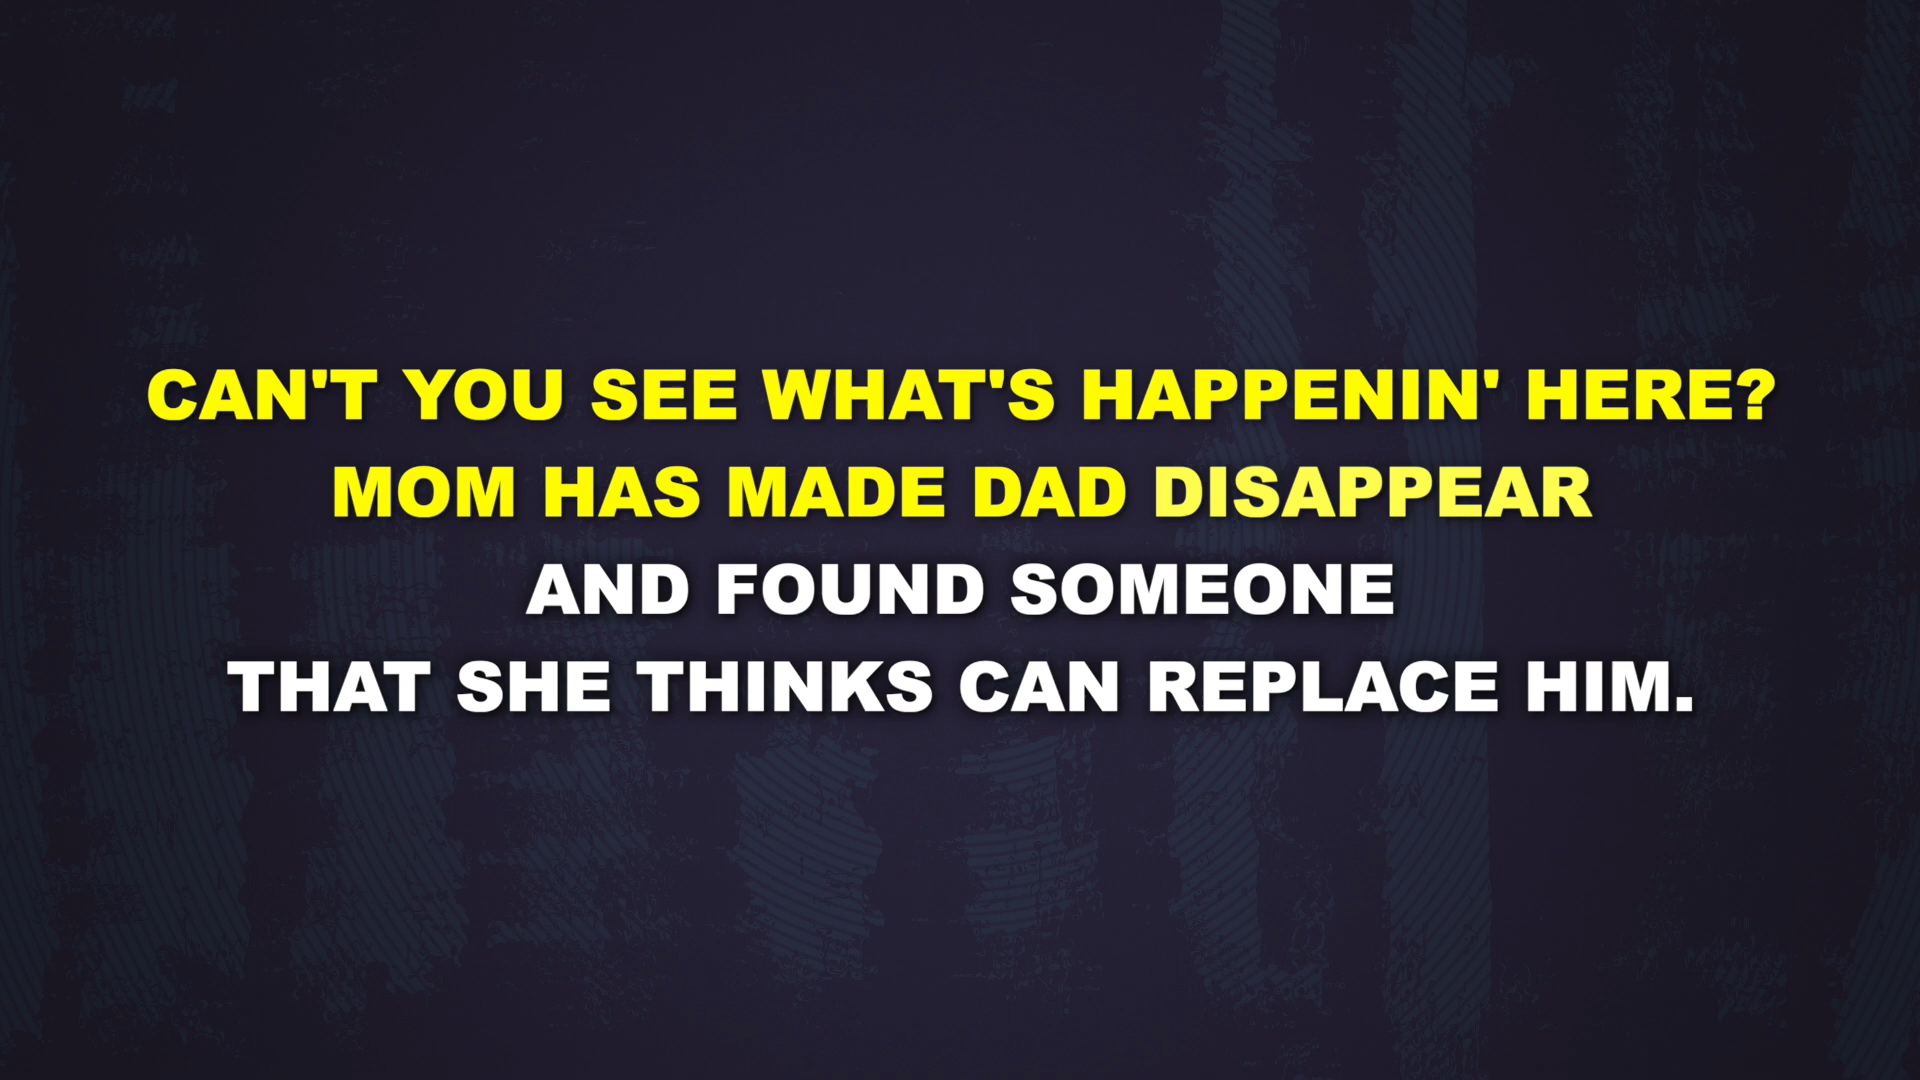 CAN'T YOU SEE WHAT'S HAPPENIN' HERE?
MOM HAS MADE DAD DISAPPEAR
AND FOUND SOMEONE
THAT SHE THINKS CAN REPLACE HIM.